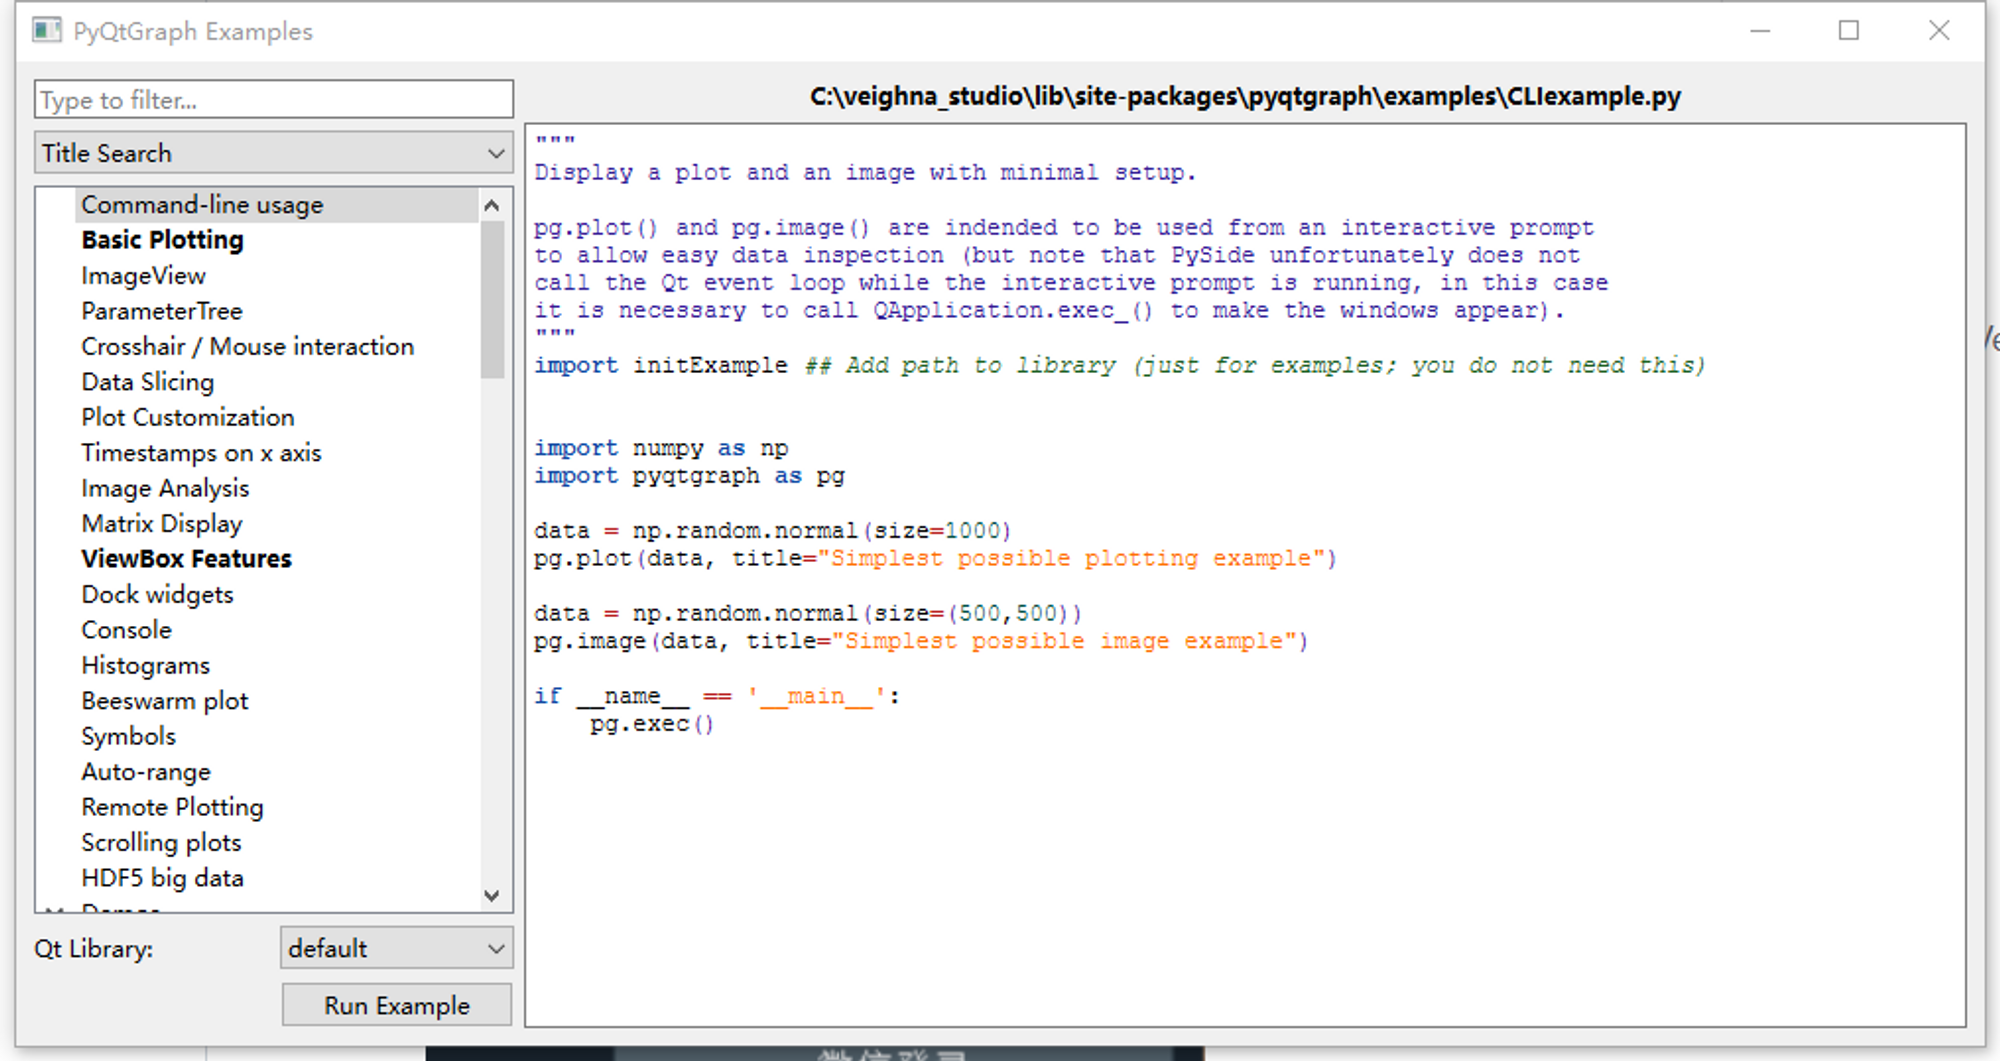 PyQtGraph Examples
Type to filter...
Title Search
Command-line usage
Basic Plotting
ImageView
ParameterTree
Crosshair / Mouse interaction
Data Slicing
Plot Customization
Timestamps on x axis
Image Analysis
Matrix Display
ViewBox Features
Dock widgets
Console
Histograms
Beeswarm plot
Symbols
Auto-range
Remote Plotting
Scrolling plots
HDF5 big data
Qt Library:
default
Run Example
C:\veighna_studio\lib\site-packages\pyqtgraph\examples\CLIexample.py
"""
Display a plot and an image with minimal setup.
pg.plot() and pg.image() are indended to be used from an interactive prompt
to allow easy data inspection (but note that PySide unfortunately does not
call the Qt event loop while the interactive prompt is running, in this case
it is necessary to call QApplication.exec_() to make the windows appear).
"""
import initExample ## Add path to library (just for examples; you do not need this)
import numpy as np
import pyqtgraph as pg
data = np.random.normal(size=1000)
pg.plot(data, title="Simplest possible plotting example")
data = np.random.normal(size=(500,500))
pg.image(data, title="Simplest possible image example")
if __name__ == '__main__':
    pg.exec()